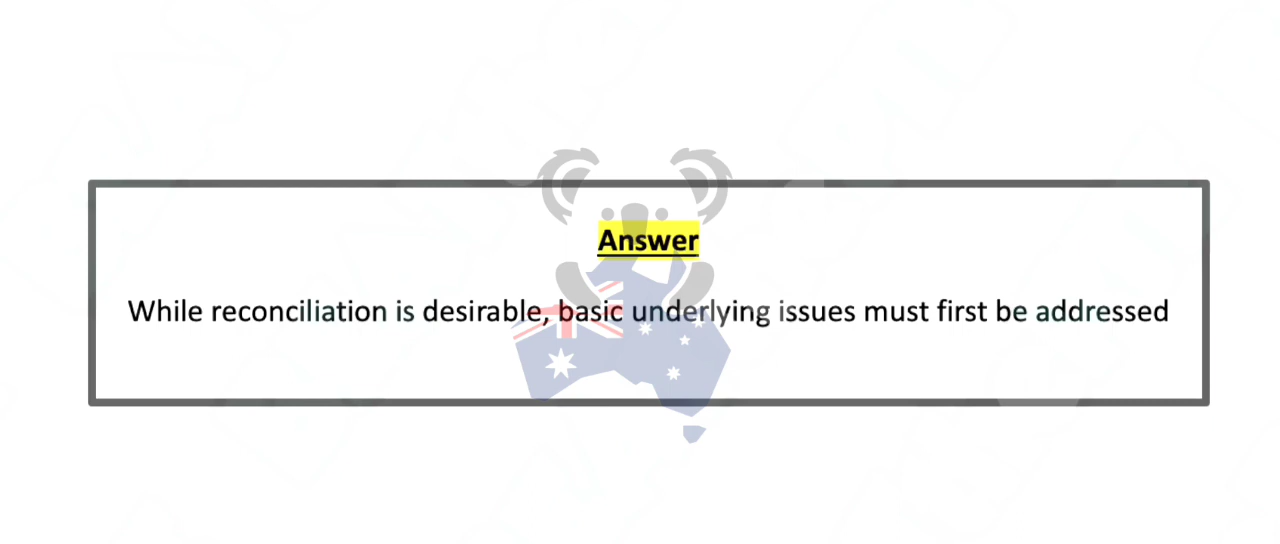 Answer
While reconciliation is desirable, basic underlying issues must first be addressed